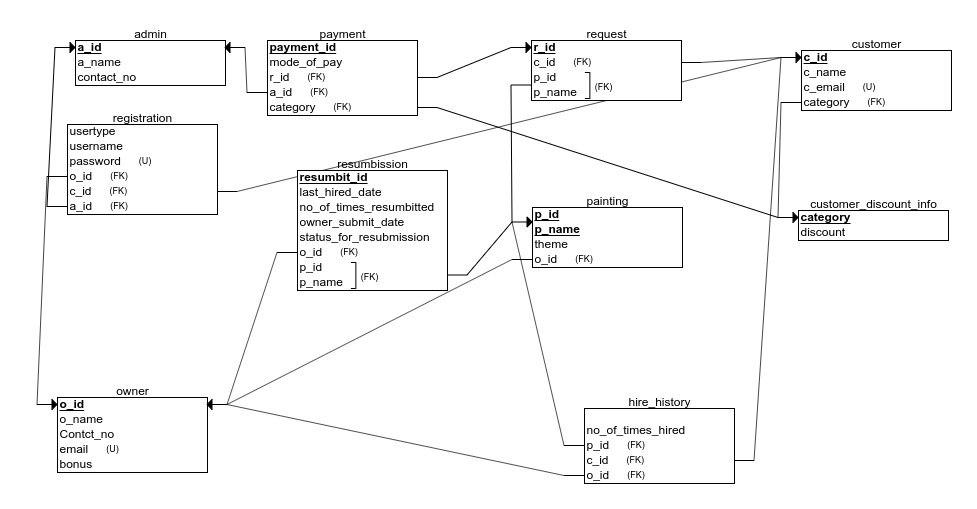 admin
a_id
a_name
contact_no
payment
payment_id
mode_of_pay
r_id (FK)
a_id (FK)
category (FK)
request
r_id
c_id (FK)
p_id
p_name (FK)
customer
c_id
c_name
c_email (U)
category (FK)
registration
usertype
username
password (U)
o_id (FK)
c_id (FK)
a_id (FK)
resumbission
resumbit_id
last_hired_date
no_of_times_resumbitted
owner_submit_date
status_for_resubmission
o_id (FK)
p_id
p_name (FK)
painting
p_id
p_name
theme
o_id (FK)
customer_discount_info
category
discount
owner
o_id
o_name
Contct_no
email (U)
bonus
hire_history
no_of_times_hired
p_id (FK)
c_id (FK)
o_id (FK)